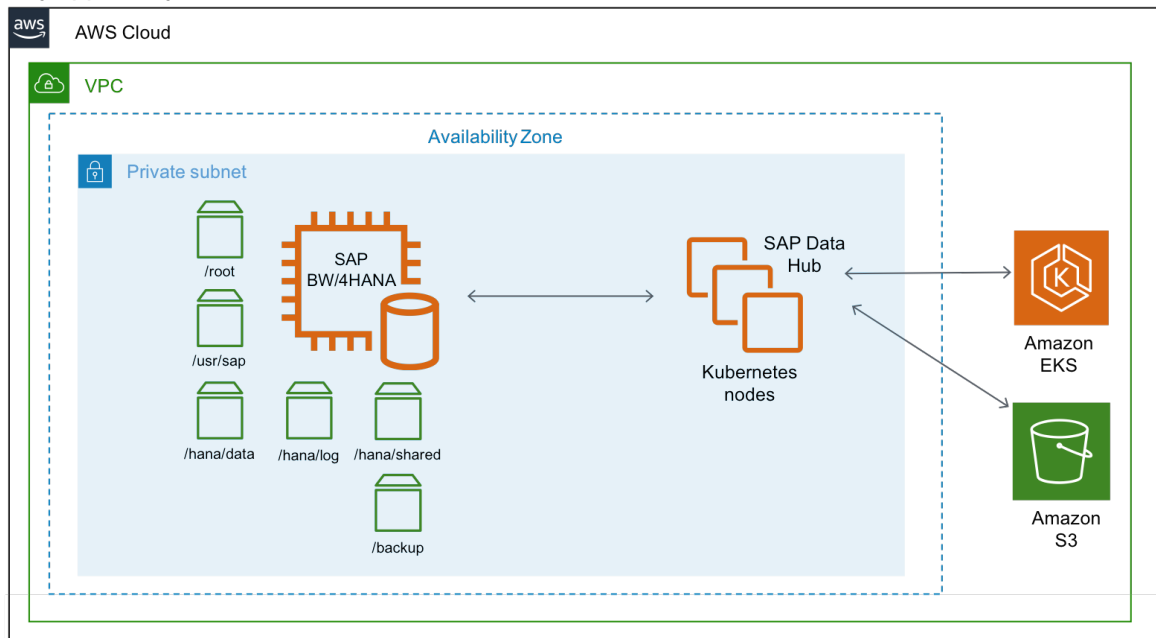 aws
AWS Cloud
VPC
Availability Zone
Private subnet
/root
SAP
BW/4HANA
SAP Data
Hub
/usr/sap
Kubernetes
nodes
K
Amazon
EKS
/hana/data
/hana/log
/hana/shared
/backup
Amazon
S3